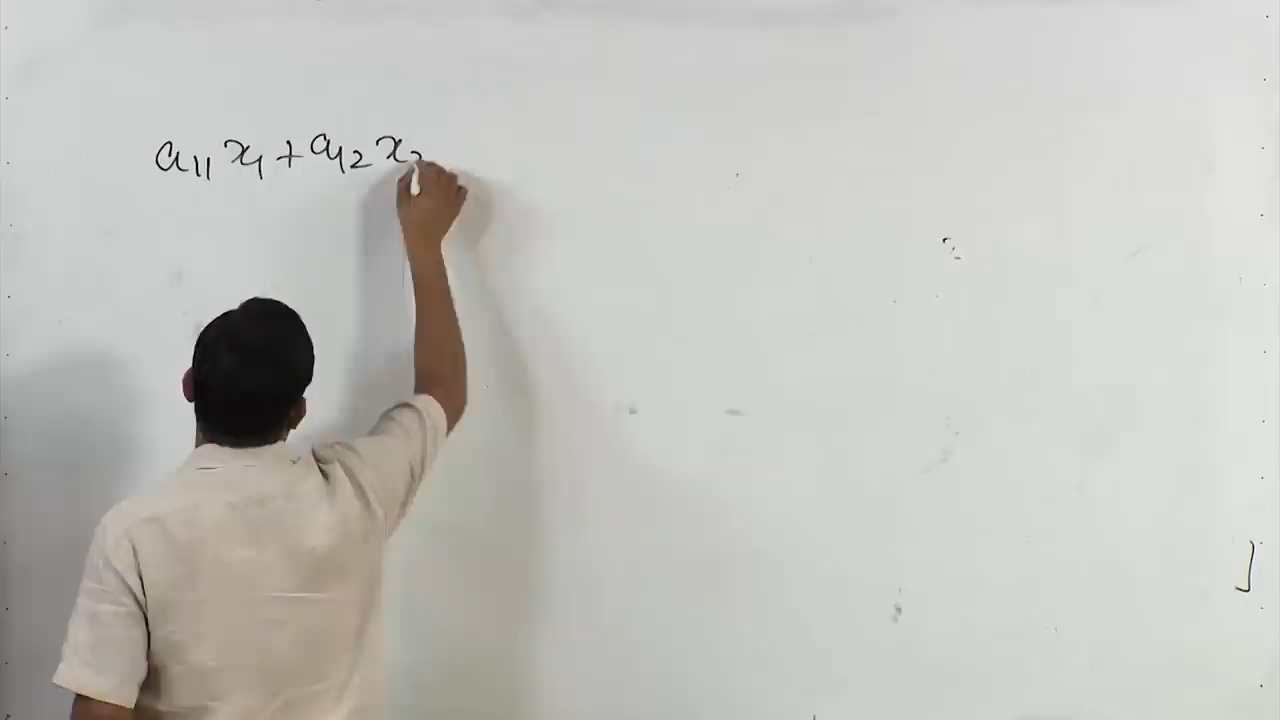 a₁₁ x₁ + a₁₂ x₂